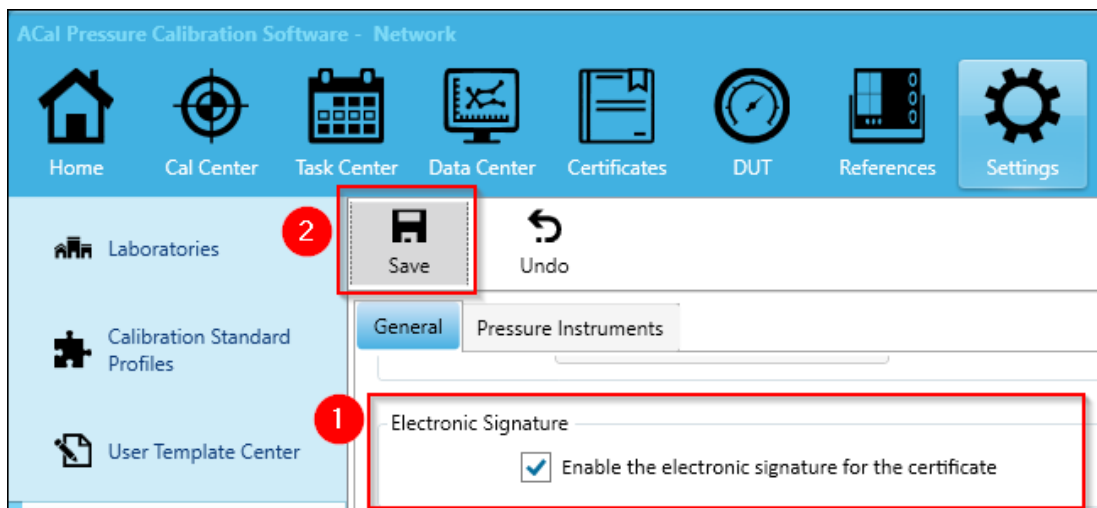 ACal Pressure Calibration Software - Network
Home
Cal Center
Task Center
Data Center
Certificates
DUT
References
Settings
2
Save
Undo
Laboratories
General
Pressure Instruments
Calibration Standard
Profiles
1
Electronic Signature
Enable the electronic signature for the certificate
User Template Center